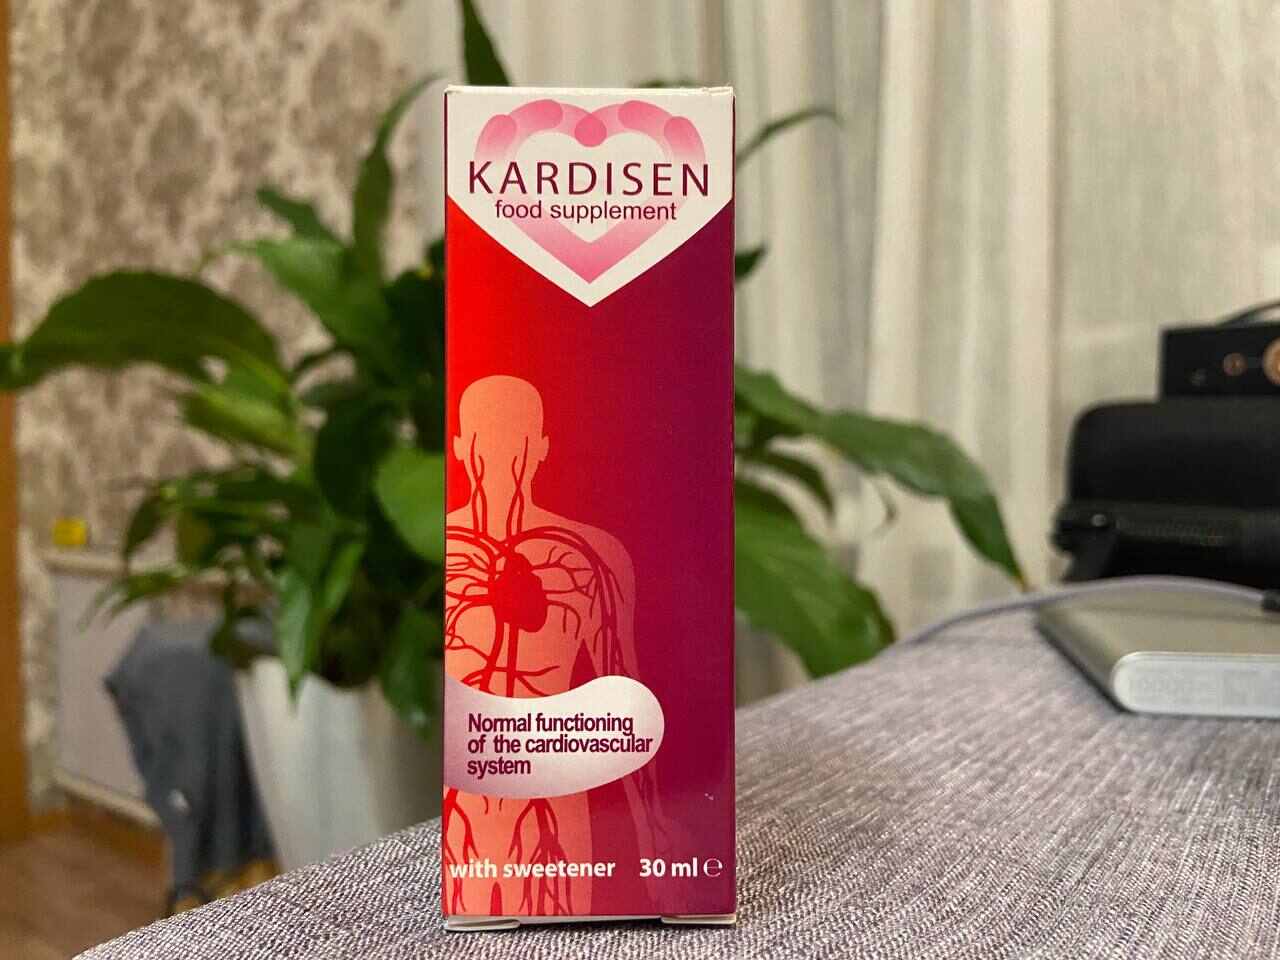 KARDISEN
food supplement
Normal functioning
of the cardiovascular
system
with sweetener 30 ml ℮